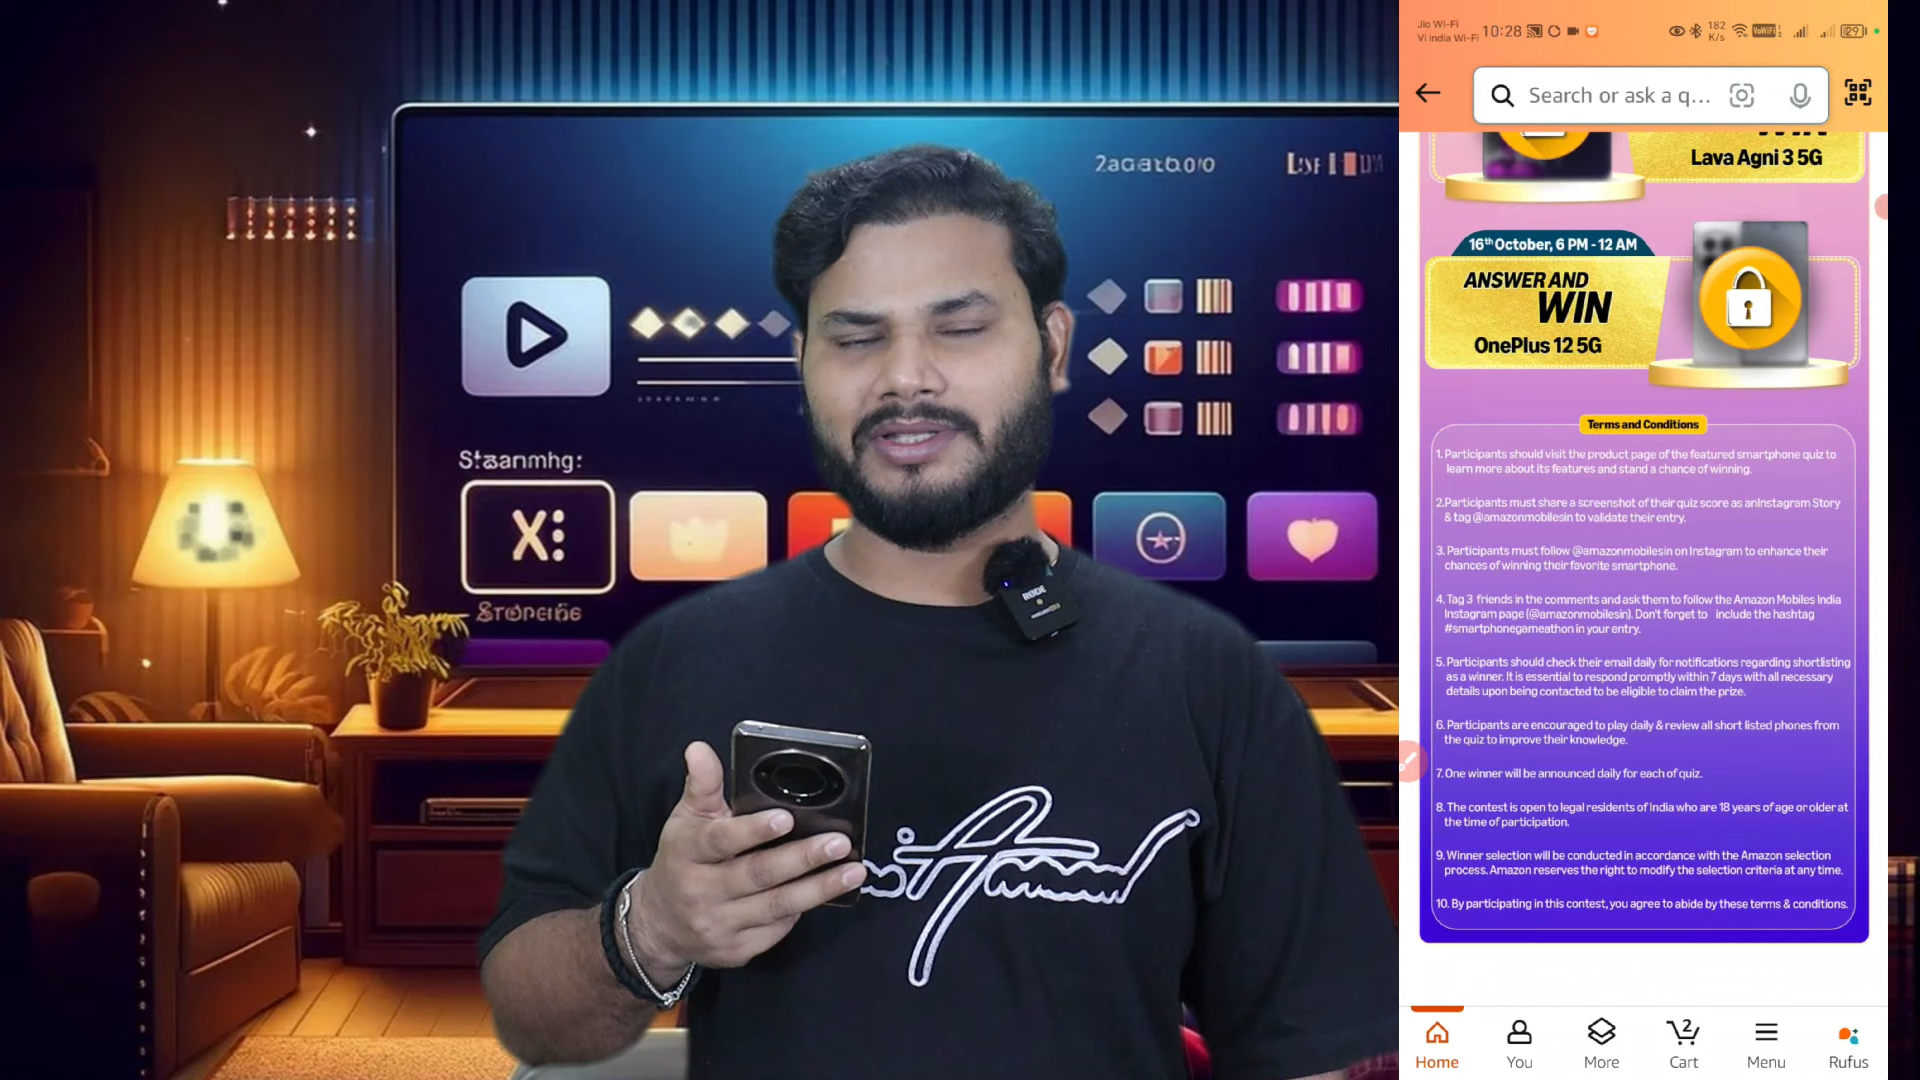 Jio Wi-Fi
Vi India Wi-Fi
10:28
182
K/s
VoWiFi
29
Search or ask a q...
WIN
Lava Agni 3 5G
16th October, 6 PM - 12 AM
ANSWER AND
WIN
OnePlus 12 5G
Terms and Conditions
1. Participants should visit the product page of the featured smartphone quiz to
learn more about its features and stand a chance of winning.
2.Participants must share a screenshot of their quiz score as anInstagram Story
& tag @amazonmobilesin to validate their entry.
3. Participants must follow @amazonmobilesin on Instagram to enhance their
chances of winning their favorite smartphone.
4. Tag 3 friends in the comments and ask them to follow the Amazon Mobiles India
Instagram page (@amazonmobilesin). Don't forget to include the hashtag
#smartphonegameathon in your entry.
5. Participants should check their email daily for notifications regarding shortlisting
as a winner. It is essential to respond promptly within 7 days with all necessary
details upon being contacted to be eligible to claim the prize.
6. Participants are encouraged to play daily & review all short listed phones from
the quiz to improve their knowledge.
7. One winner will be announced daily for each of quiz.
8. The contest is open to legal residents of India who are 18 years of age or older at
the time of participation.
9. Winner selection will be conducted in accordance with the Amazon selection
process. Amazon reserves the right to modify the selection criteria at any time.
10. By participating in this contest, you agree to abide by these terms & conditions.
Home
You
More
2
Cart
Menu
Rufus
RØDE